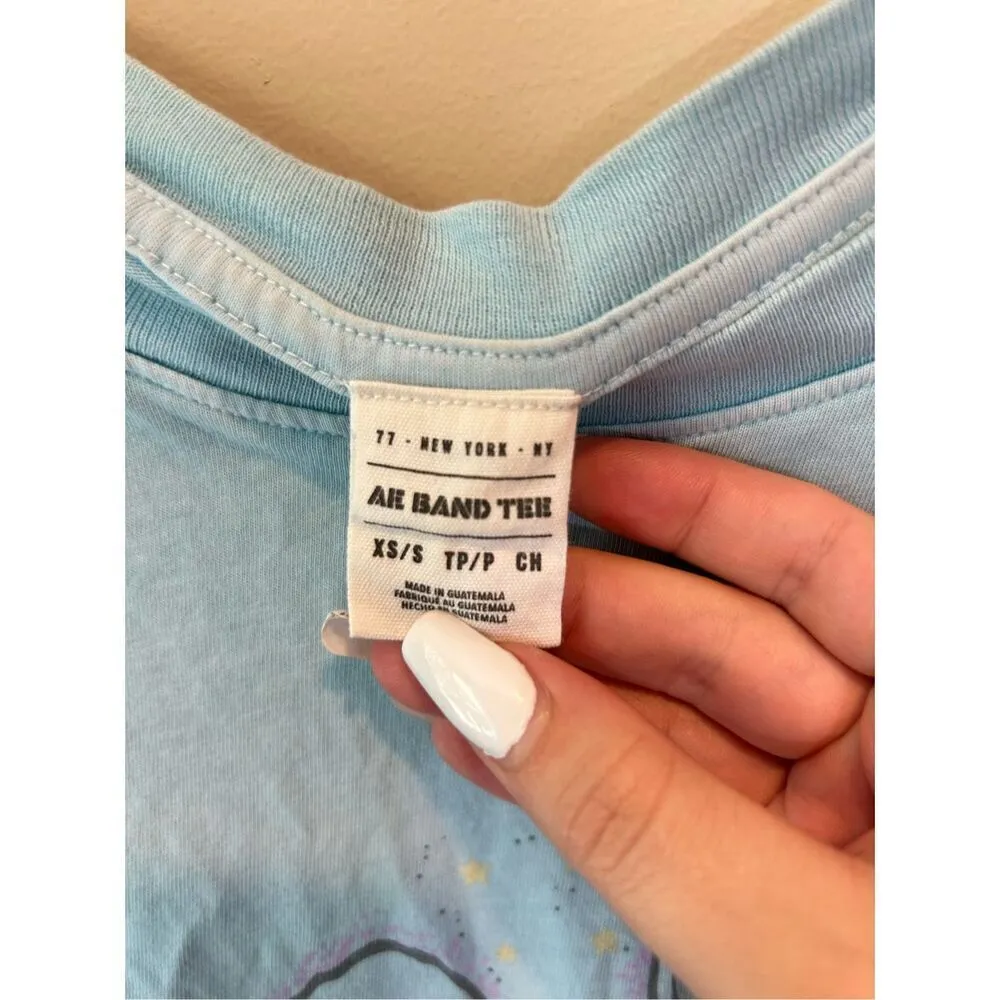 77 - NEW YORK - NY
AE BAND TEE
XS/S TP/P CH
MADE IN GUATEMALA
FABRIQUÉ AU GUATEMALA
HECHO EN GUATEMALA